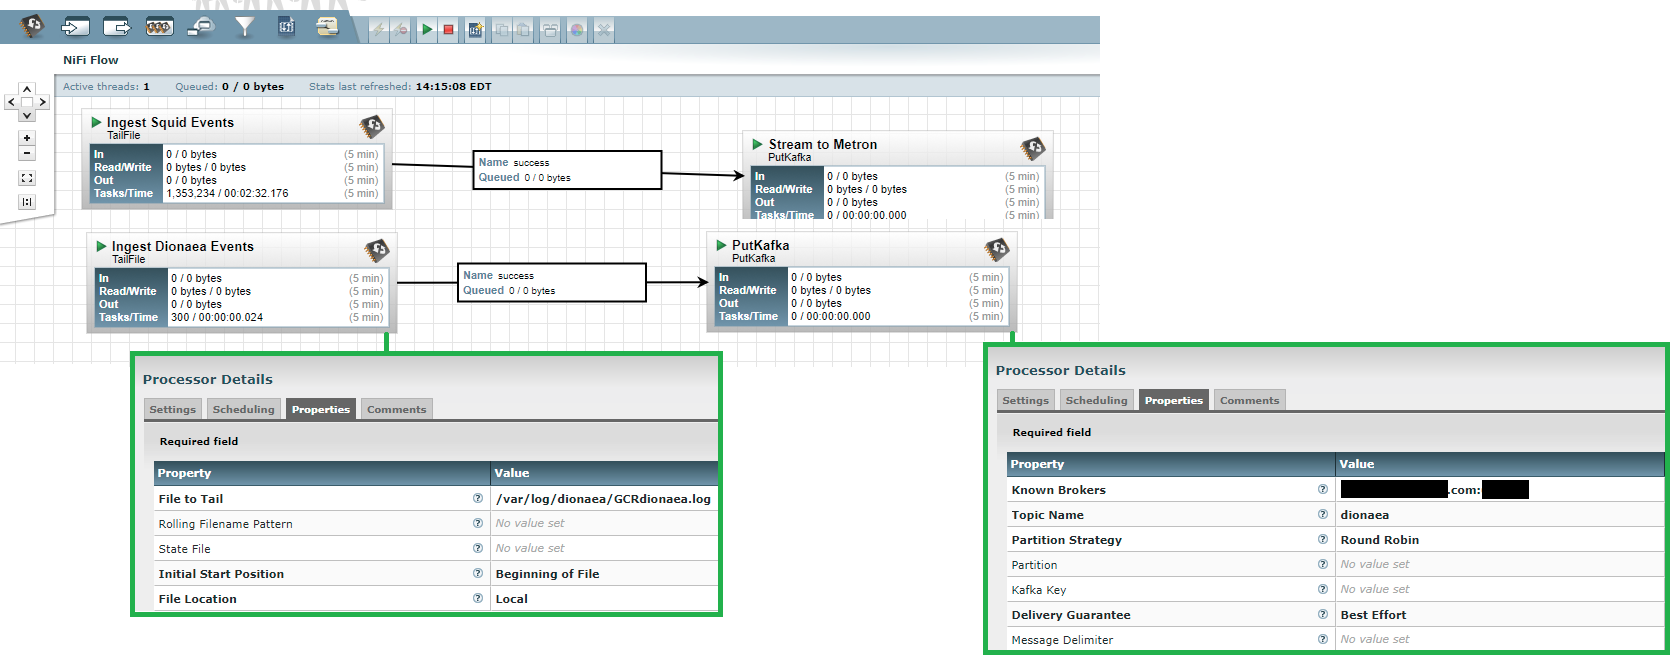 NiFi Flow
Active threads: 1 Queued: 0 / 0 bytes Stats last refreshed: 14:15:08 EDT
Ingest Squid Events
TailFile
In 0 / 0 bytes (5 min)
Read/Write 0 bytes / 0 bytes (5 min)
Out 0 / 0 bytes (5 min)
Tasks/Time 1,353,234 / 00:02:32.176 (5 min)
Name success
Queued 0 / 0 bytes
Stream to Metron
PutKafka
In 0 / 0 bytes (5 min)
Read/Write 0 bytes / 0 bytes (5 min)
Out 0 / 0 bytes (5 min)
Tasks/Time 0 / 00:00:00.000 (5 min)
Ingest Dionaea Events
TailFile
In 0 / 0 bytes (5 min)
Read/Write 0 bytes / 0 bytes (5 min)
Out 0 / 0 bytes (5 min)
Tasks/Time 300 / 00:00:00.024 (5 min)
Name success
Queued 0 / 0 bytes
PutKafka
PutKafka
In 0 / 0 bytes (5 min)
Read/Write 0 bytes / 0 bytes (5 min)
Out 0 / 0 bytes (5 min)
Tasks/Time 0 / 00:00:00.000 (5 min)
Processor Details
Settings Scheduling Properties Comments
Required field
Property Value
File to Tail /var/log/dionaea/GCRdionaea.log
Rolling Filename Pattern No value set
State File No value set
Initial Start Position Beginning of File
File Location Local
Processor Details
Settings Scheduling Properties Comments
Required field
Property Value
Known Brokers .com:
Topic Name dionaea
Partition Strategy Round Robin
Partition No value set
Kafka Key No value set
Delivery Guarantee Best Effort
Message Delimiter No value set